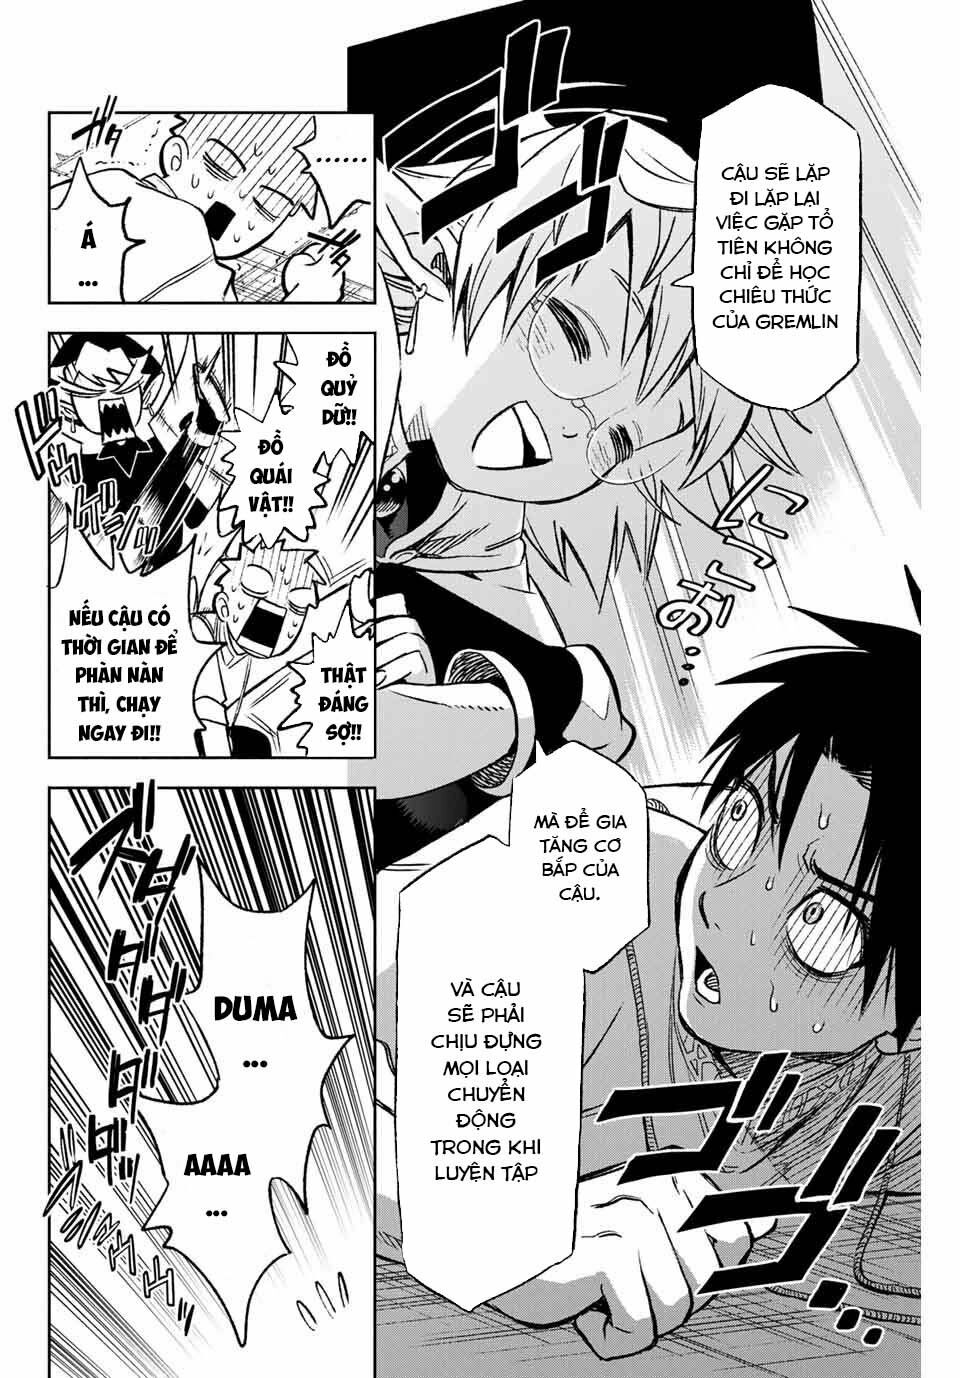 CẬU SẼ LẶP
ĐI LẶP LẠI
VIỆC GẶP TỔ
TIÊN KHÔNG
CHỈ ĐỂ HỌC
CHIÊU THỨC
CỦA GREMLIN
MÀ ĐỂ GIA
TĂNG CƠ
BẮP CỦA
CẬU.
VÀ CẬU
SẼ PHẢI
CHỊU ĐỰNG
MỌI LOẠI
CHUYỂN
ĐỘNG
TRONG KHI
LUYỆN TẬP
......
Á
...
ĐỒ
QUỶ
DỮ!!
ĐỒ
QUÁI
VẬT!!
THẬT
ĐÁNG
SỢ!!
NẾU CẬU CÓ
THỜI GIAN ĐỂ
PHÀN NÀN
THÌ, CHẠY
NGAY ĐI!!
DUMA
...
AAAA
...